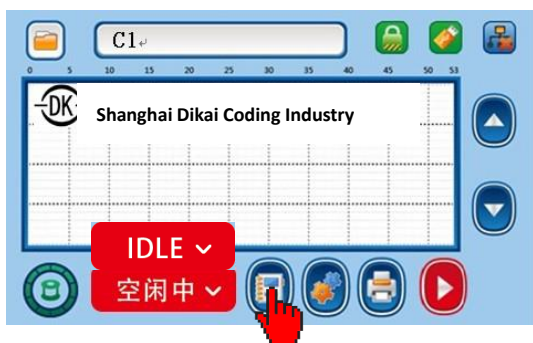 C1
0 5 10 15 20 25 30 35 40 45 50 53
DK
Shanghai Dikai Coding Industry
IDLE
空闲中